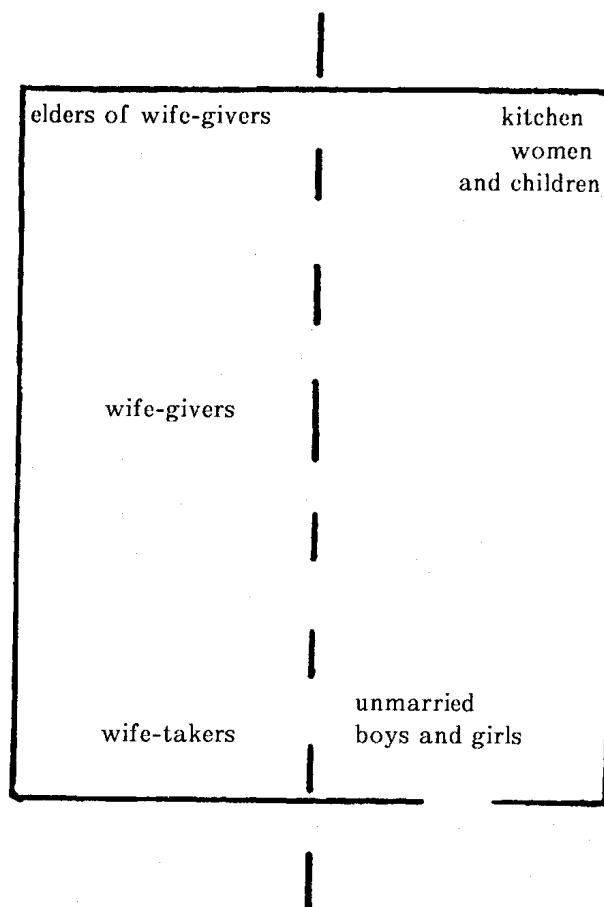 elders of wife-givers
kitchen
women
and children
wife-givers
wife-takers
unmarried
boys and girls